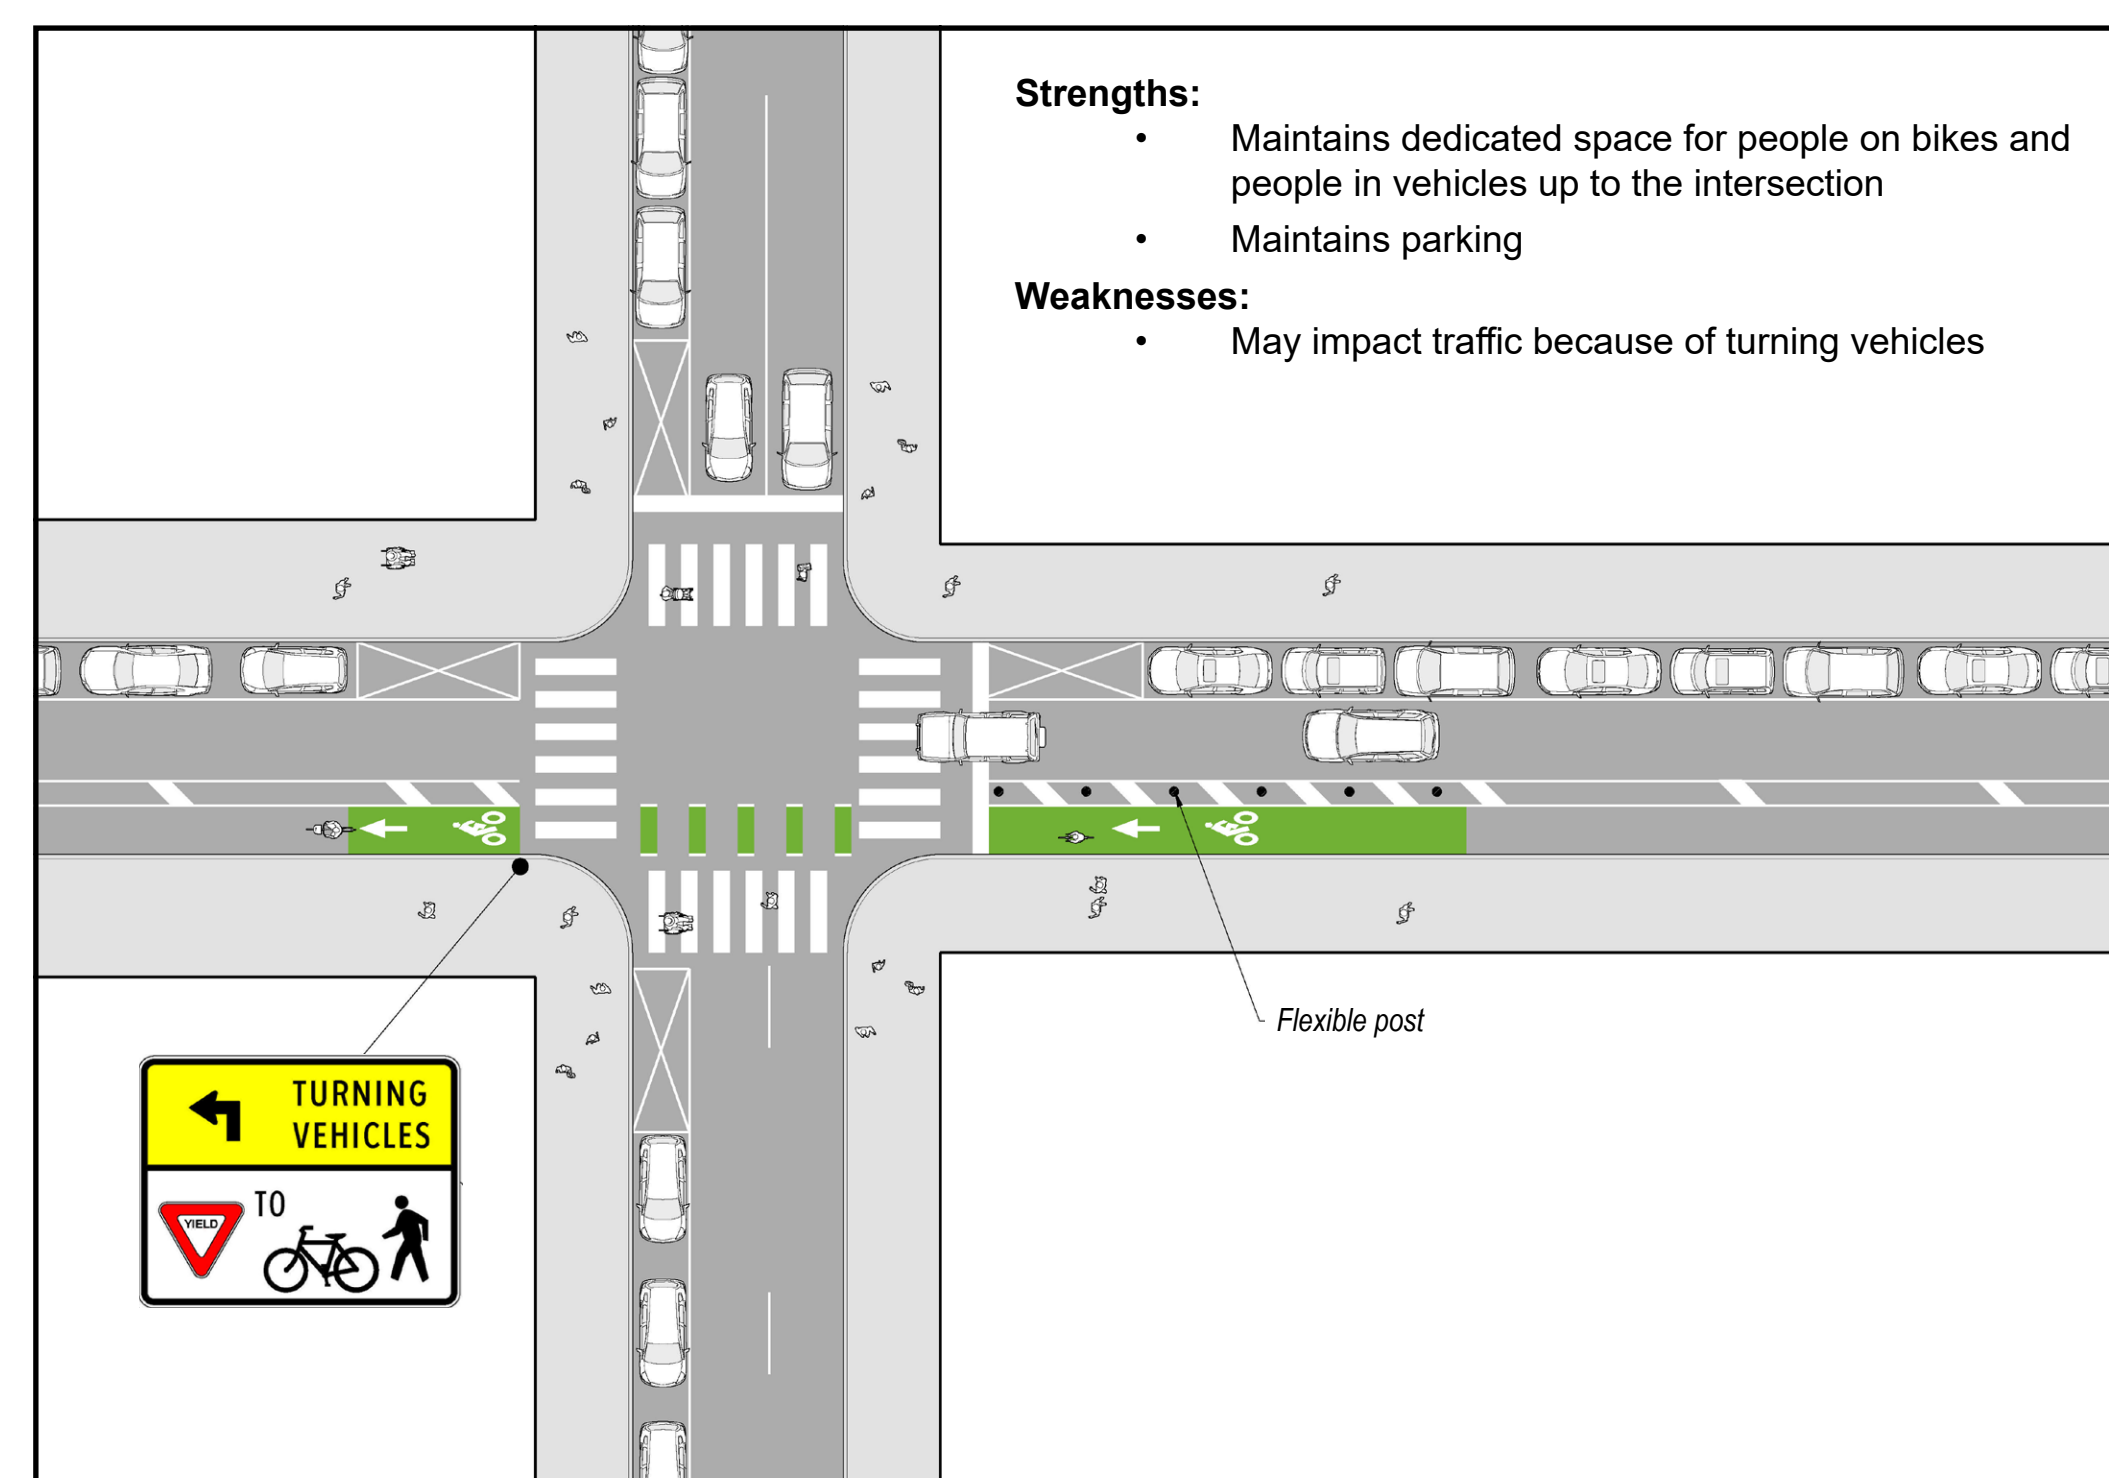 Strengths:
• Maintains dedicated space for people on bikes and
people in vehicles up to the intersection
• Maintains parking
Weaknesses:
• May impact traffic because of turning vehicles
Flexible post
TURNING
VEHICLES
YIELD
TO